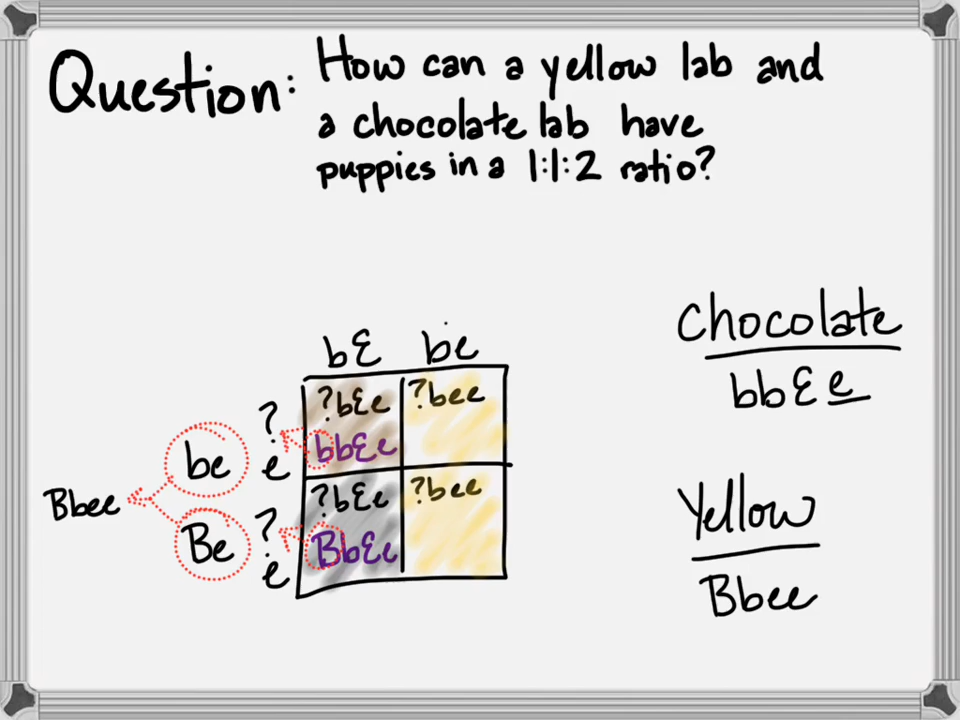 Question: How can a yellow lab and
a chocolate lab have
puppies in a 1:1:2 ratio?
Chocolate
bbEe
Yellow
Bbee
bE be
?bEe ?bee
bbEe
?bEe ?bee
BbEe
?
e
?
e
be
Be
Bbee